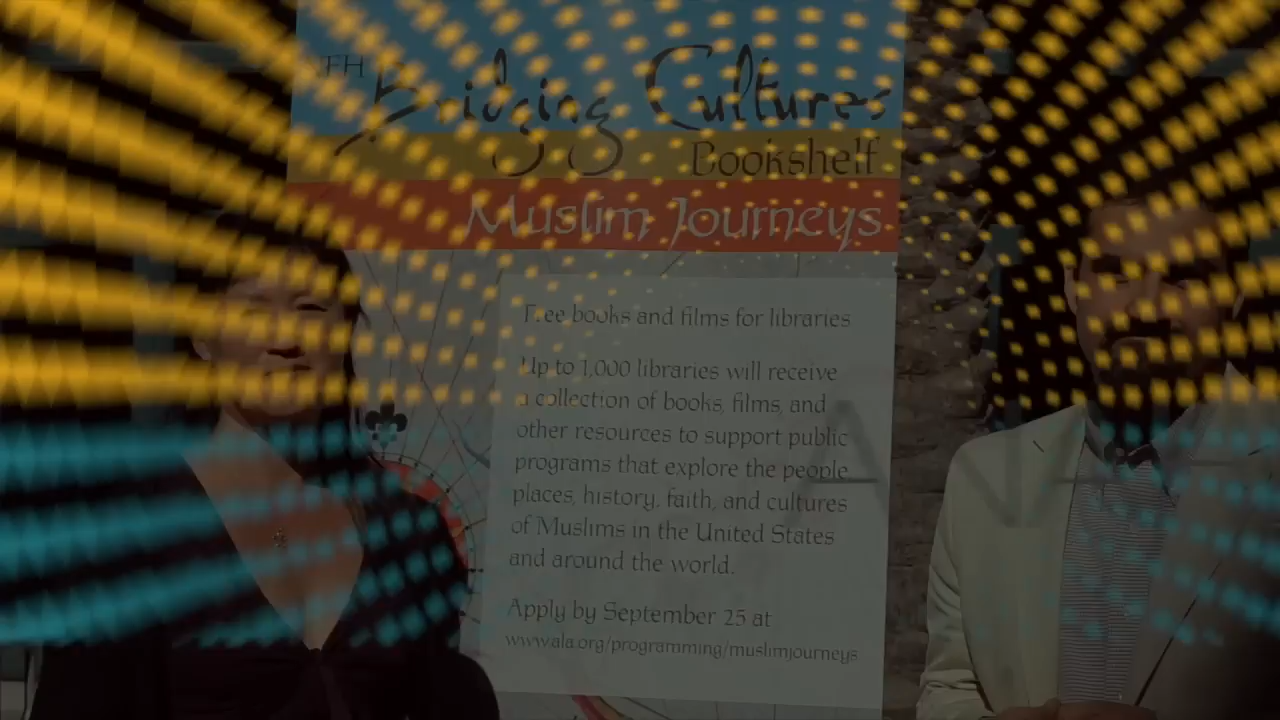 EH
Bridging Cultures
Bookshelf
Muslim Journeys
Free books and films for libraries
Up to 1,000 libraries will receive
a collection of books, films, and
other resources to support public
programs that explore the people,
places, history, faith, and cultures
of Muslims in the United States
and around the world.
Apply by September 25 at
www.ala.org/programming/muslimjourneys